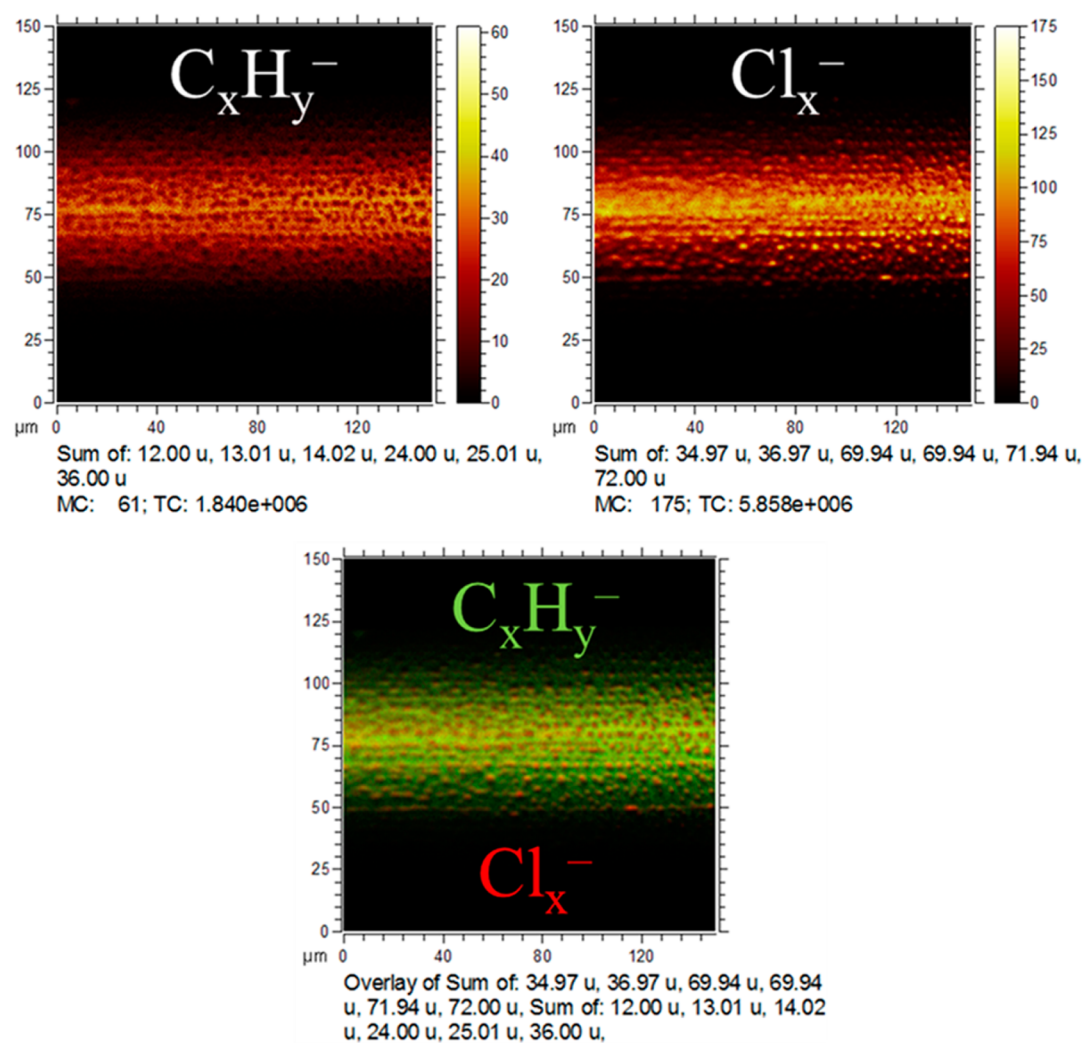 CxHy−
Clx−
150
125
100
75
50
25
0
µm 0 40 80 120
60
50
40
30
20
10
0
150
125
100
75
50
25
0
µm 0 40 80 120
175
150
125
100
75
50
25
0
Sum of: 12.00 u, 13.01 u, 14.02 u, 24.00 u, 25.01 u,
36.00 u
MC: 61; TC: 1.840e+006
Sum of: 34.97 u, 36.97 u, 69.94 u, 69.94 u, 71.94 u,
72.00 u
MC: 175; TC: 5.858e+006
CxHy−
Clx−
150
125
100
75
50
25
0
µm 0 40 80 120
Overlay of Sum of: 34.97 u, 36.97 u, 69.94 u, 69.94
u, 71.94 u, 72.00 u, Sum of: 12.00 u, 13.01 u, 14.02
u, 24.00 u, 25.01 u, 36.00 u,